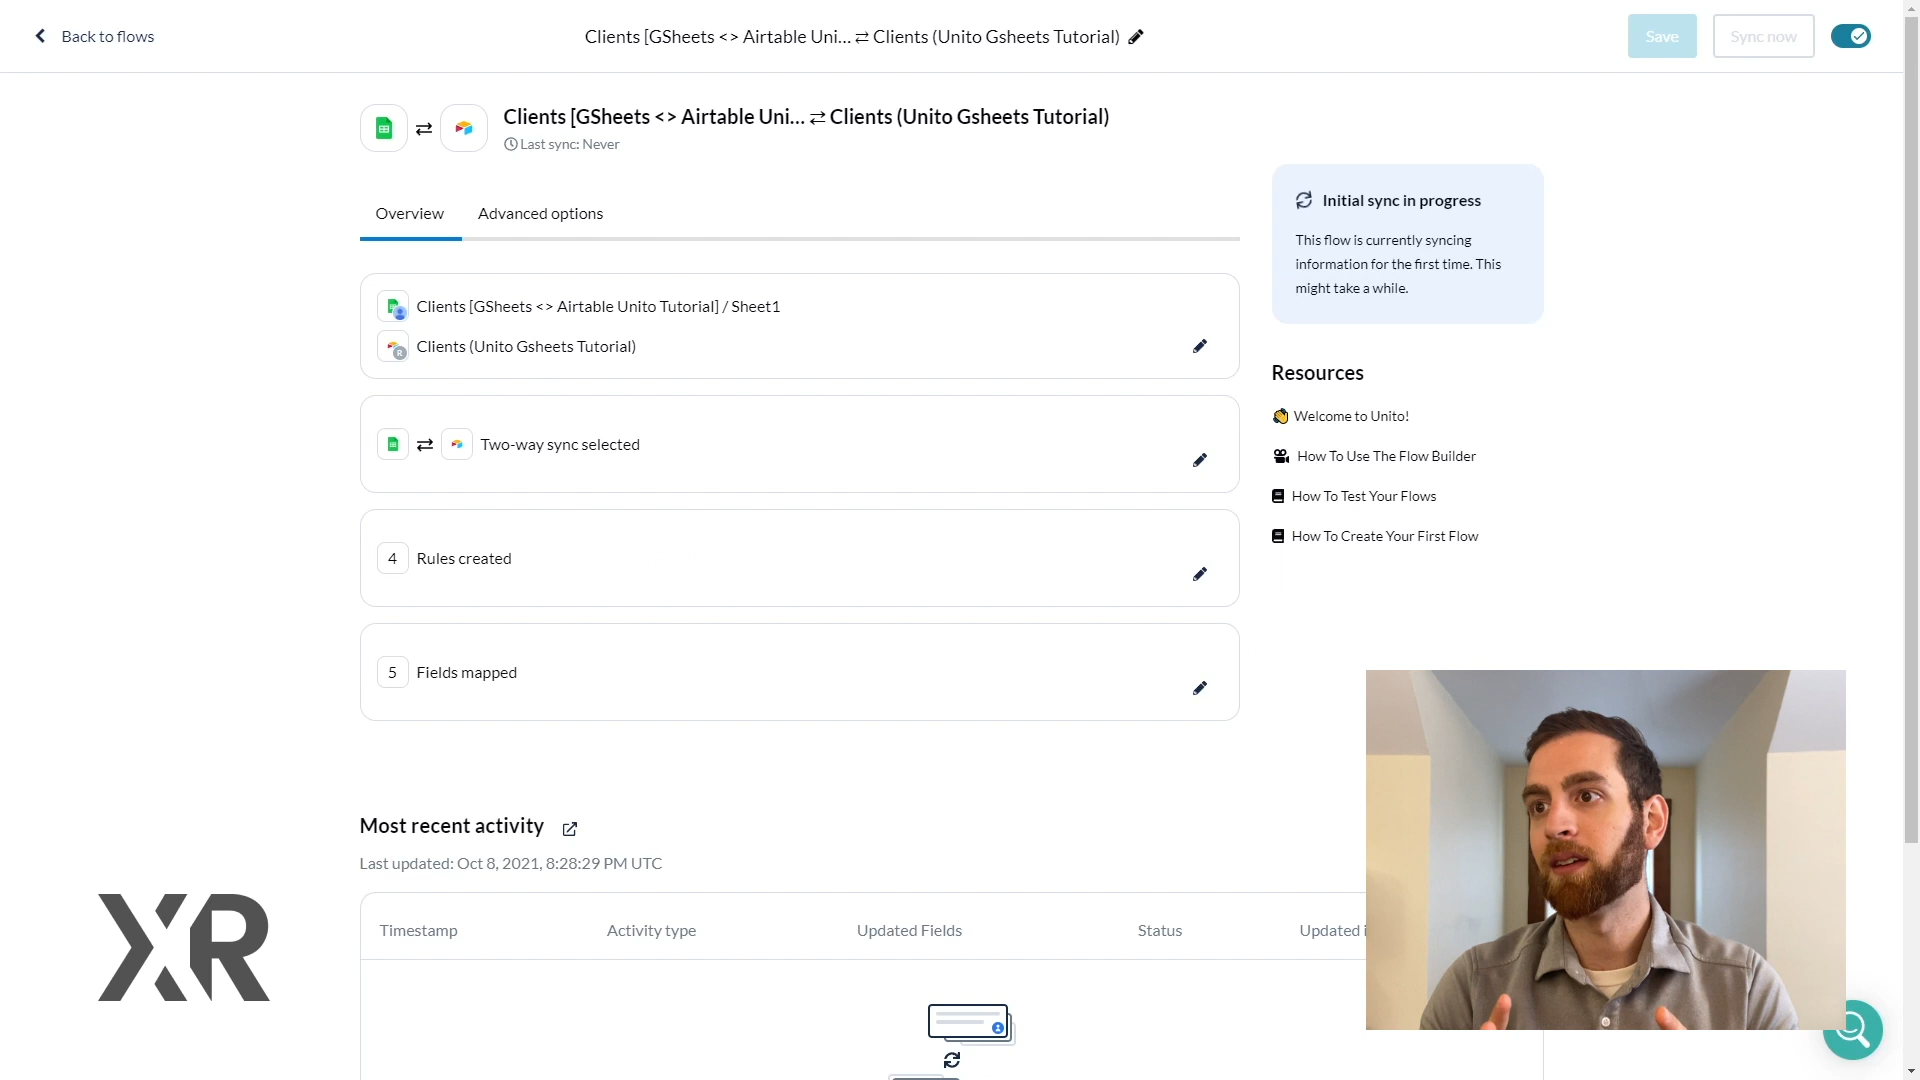 Back to flows
Clients [GSheets <> Airtable Uni... ⇄ Clients (Unito Gsheets Tutorial)
Save
Sync now
Clients [GSheets <> Airtable Uni... ⇄ Clients (Unito Gsheets Tutorial)
Last sync: Never
Overview
Advanced options
Initial sync in progress
This flow is currently syncing
information for the first time. This
might take a while.
Clients [GSheets <> Airtable Unito Tutorial] / Sheet1
R
Clients (Unito Gsheets Tutorial)
Two-way sync selected
4 Rules created
5 Fields mapped
Resources
Welcome to Unito!
How To Use The Flow Builder
How To Test Your Flows
How To Create Your First Flow
Most recent activity
Last updated: Oct 8, 2021, 8:28:29 PM UTC
Timestamp
Activity type
Updated Fields
Status
Updated
XR